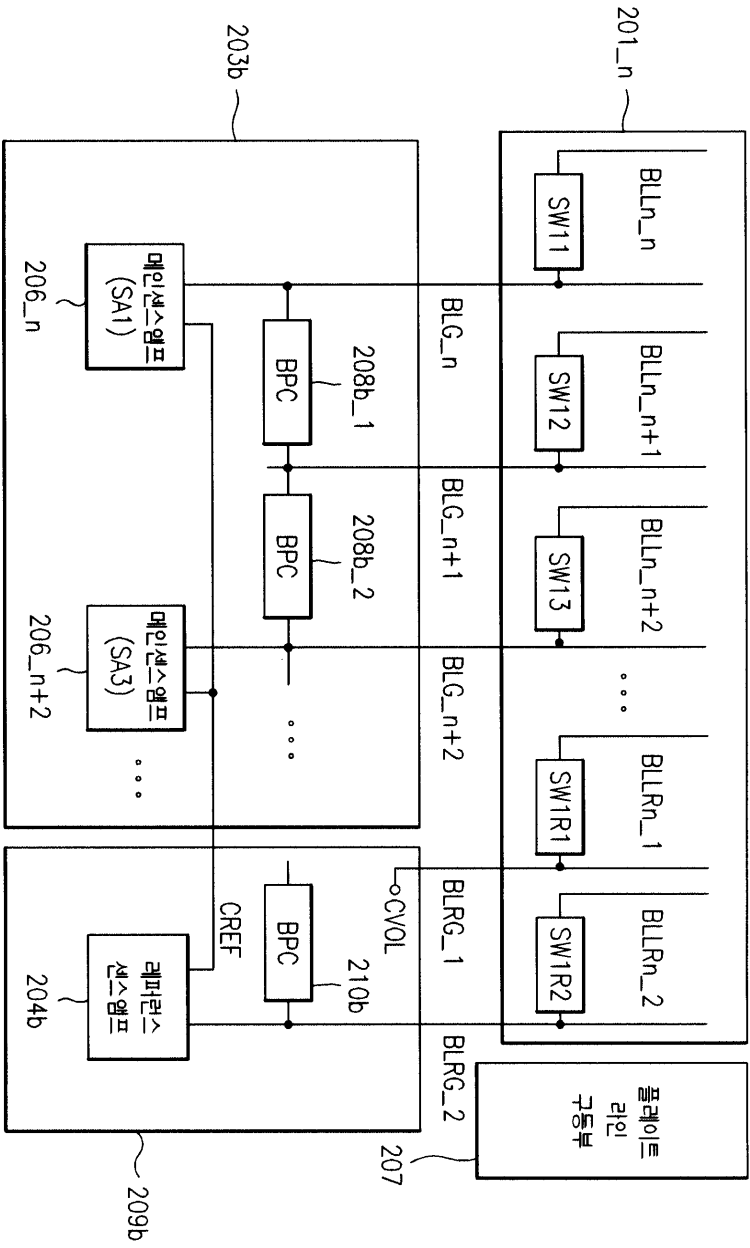 201_n
BLLn_n
BLLn_n+1
BLLn_n+2
BLLRn_1
BLLRn_2
SW11
SW12
SW13
SW1R1
SW1R2
플레이트
라인
구동부
207
BLG_n
BLG_n+1
BLG_n+2
BLRG_1
BLRG_2
203b
208b_1
208b_2
CVOL
210b
BPC
BPC
BPC
CREF
메인센스앰프
(SA1)
메인센스앰프
(SA3)
레퍼런스
센스앰프
206_n
206_n+2
204b
209b